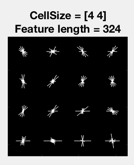 CellSize = [4 4]
Feature length = 324